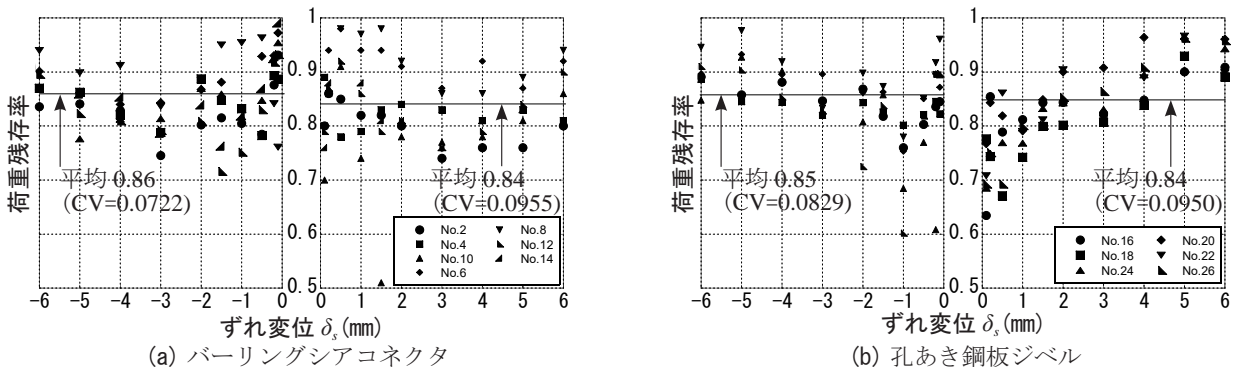 荷重残存率
1
0.9
0.8
0.7
0.6
0.5
平均 0.86
(CV=0.0722)
平均 0.84
(CV=0.0955)
No.2
No.4
No.10
No.6
No.8
No.12
No.14
-6 -5 -4 -3 -2 -1 0
0 1 2 3 4 5 6
ずれ変位 δs(mm)
(a) バーリングシアコネクタ
荷重残存率
1
0.9
0.8
0.7
0.6
0.5
平均 0.85
(CV=0.0829)
平均 0.84
(CV=0.0950)
No.16
No.18
No.24
No.20
No.22
No.26
-6 -5 -4 -3 -2 -1 0
0 1 2 3 4 5 6
ずれ変位 δs(mm)
(b) 孔あき鋼板ジベル